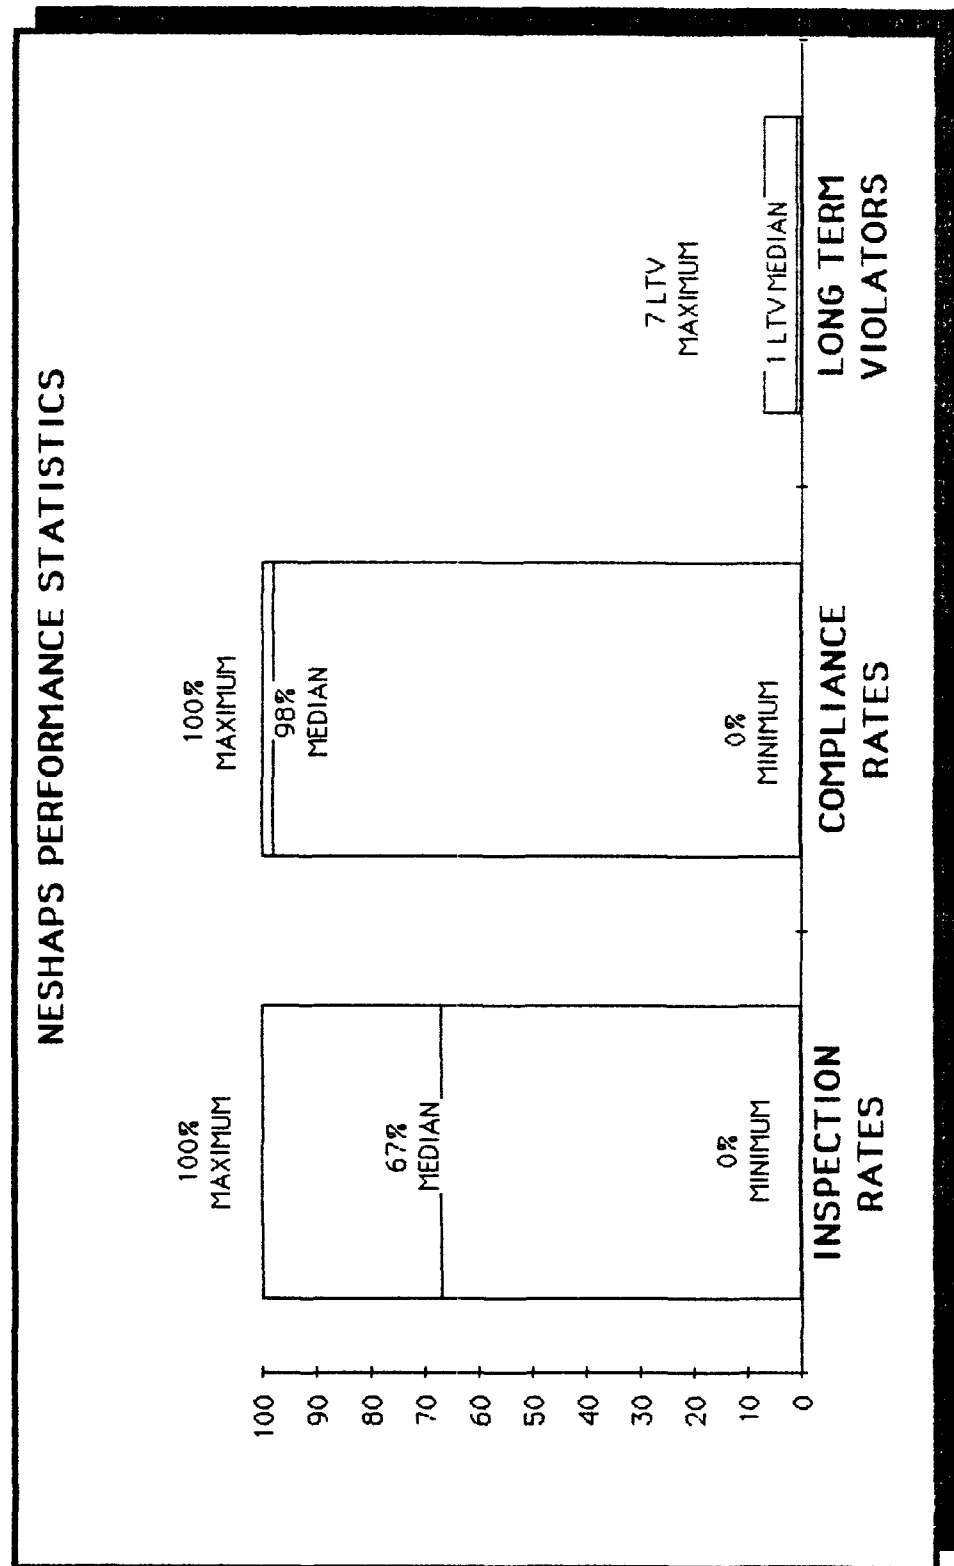 NESHAPS PERFORMANCE STATISTICS
100
90
80
70
60
50
40
30
20
10
0
100%
MAXIMUM
67%
MEDIAN
0%
MINIMUM
INSPECTION
RATES
100%
MAXIMUM
98%
MEDIAN
0%
MINIMUM
COMPLIANCE
RATES
7 LTV
MAXIMUM
1 LTV MEDIAN
LONG TERM
VIOLATORS